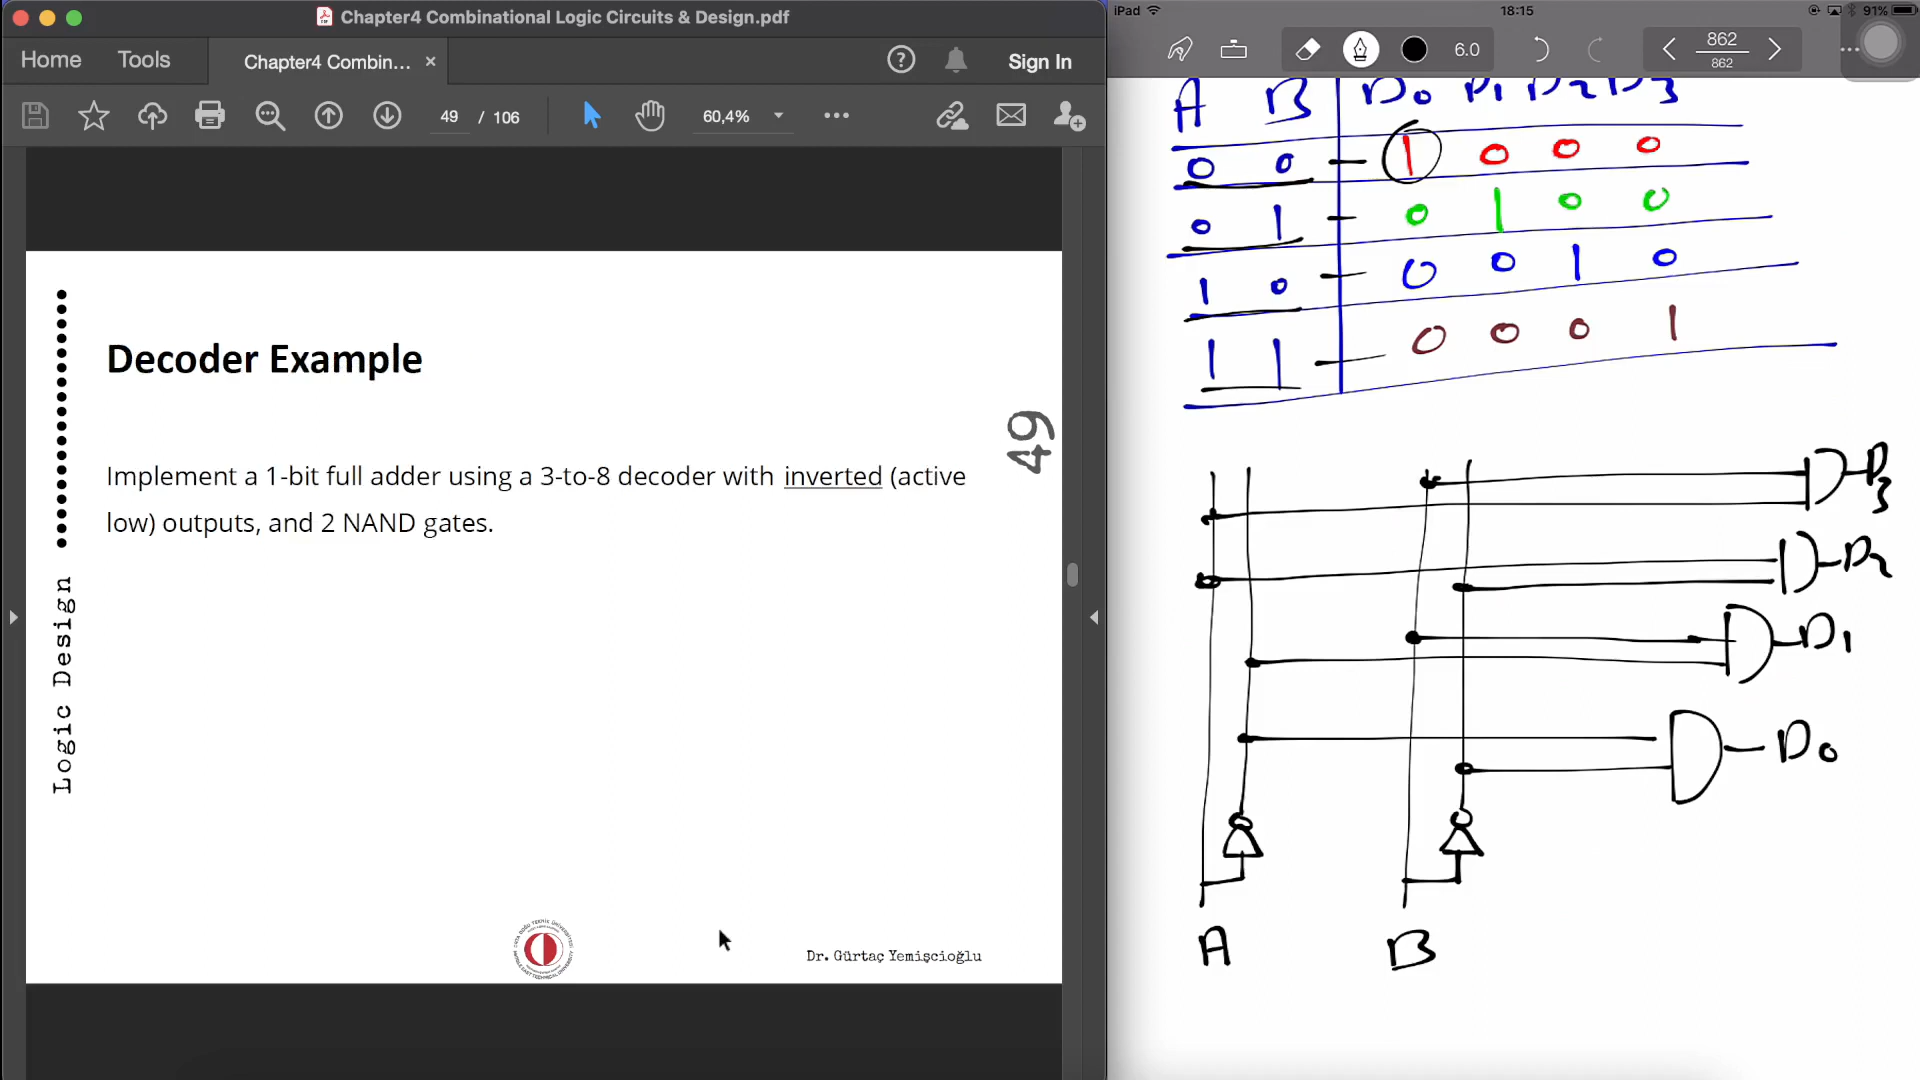 Chapter4 Combinational Logic Circuits & Design.pdf
Home Tools Chapter4 Combin... × Sign In
49 / 106 60,4%
Decoder Example
Implement a 1-bit full adder using a 3-to-8 decoder with inverted (active
low) outputs, and 2 NAND gates.
49
Logic Design
Dr. Gürtaç Yemişcioğlu
iPad 18:15 91%
6.0 862
862
A B D0 D1 D2 D3
0 0 1 0 0 0
0 1 0 1 0 0
1 0 0 0 1 0
1 1 0 0 0 1
D3
D2
D1
D0
A B